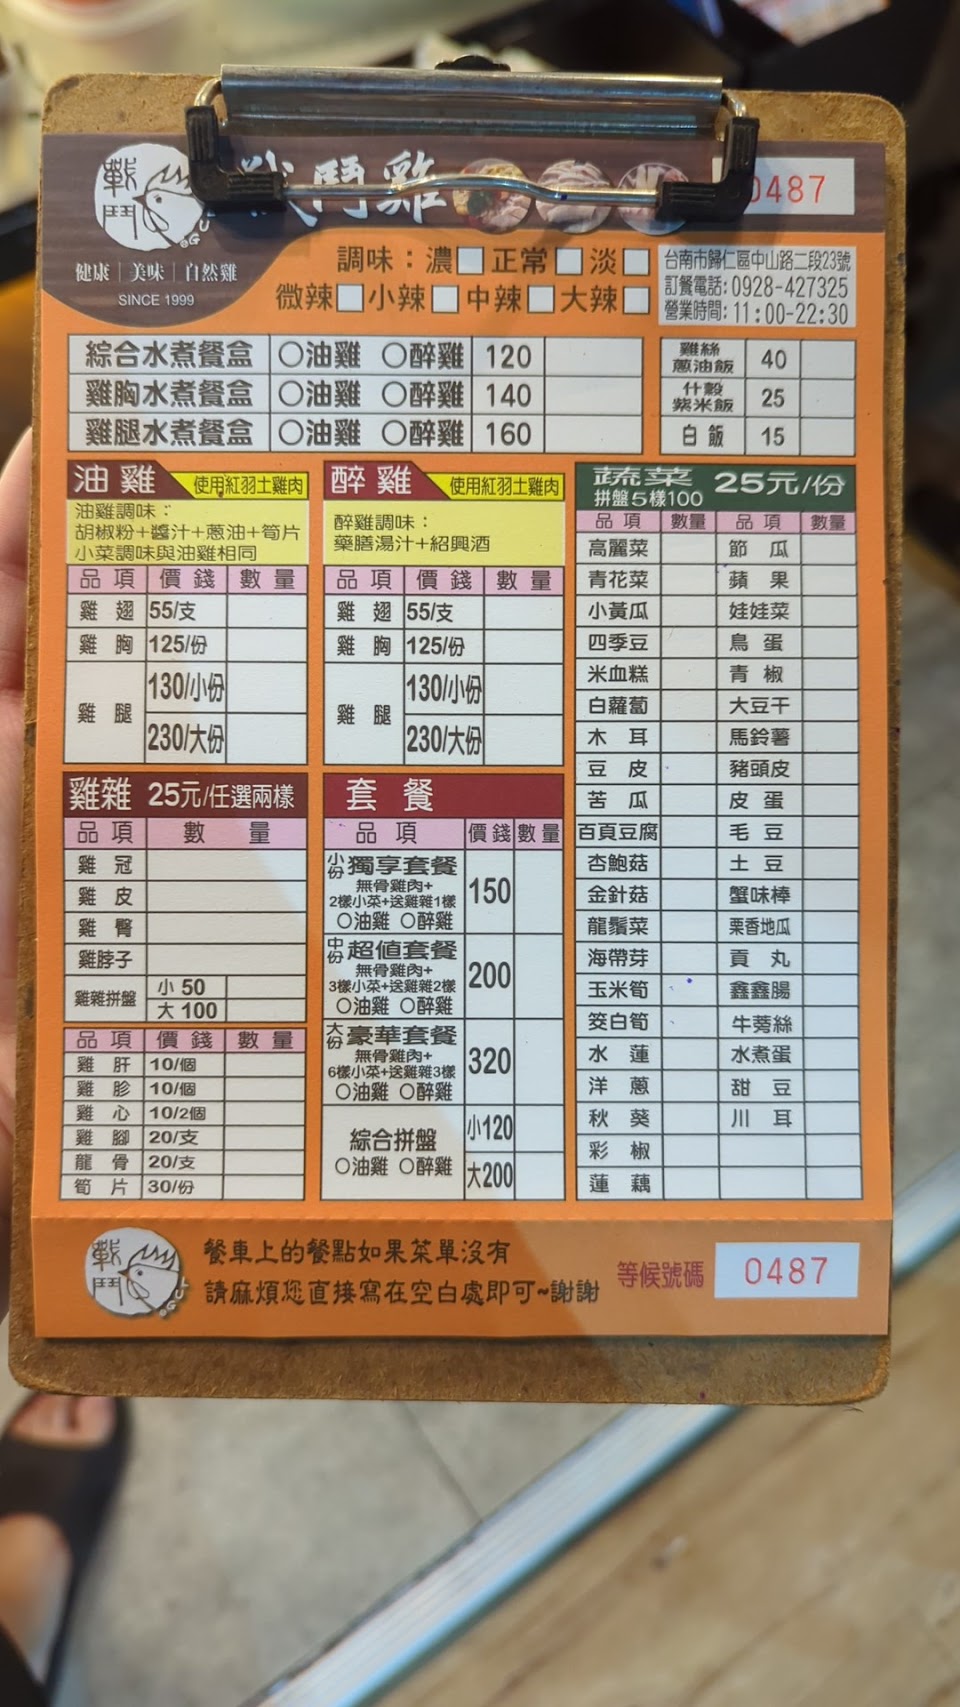 戰鬥
戰鬥雞
0487
健康｜美味｜自然雞
SINCE 1999
調味：濃□正常□淡□
微辣□小辣□中辣□大辣□
台南市歸仁區中山路二段23號
訂餐電話:0928-427325
營業時間:11:00-22:30
綜合水煮餐盒 ○油雞 ○醉雞 120
雞胸水煮餐盒 ○油雞 ○醉雞 140
雞腿水煮餐盒 ○油雞 ○醉雞 160
雞絲蔥油飯 40
什穀紫米飯 25
白飯 15
油雞 使用紅羽土雞肉
油雞調味：
胡椒粉+醬汁+蔥油+筍片
小菜調味與油雞相同
品項 價錢 數量
雞翅 55/支
雞胸 125/份
雞腿 130/小份
230/大份
醉雞 使用紅羽土雞肉
醉雞調味：
藥膳湯汁+紹興酒
品項 價錢 數量
雞翅 55/支
雞胸 125/份
雞腿 130/小份
230/大份
雞雜 25元/任選兩樣
品項 數量
雞冠
雞皮
雞臀
雞脖子
雞雜拼盤 小 50
大 100
品項 價錢 數量
雞肝 10/個
雞胗 10/個
雞心 10/2個
雞腳 20/支
龍骨 20/支
筍片 30/份
套餐
品項 價錢 數量
小份 獨享套餐 150
無骨雞肉+
2樣小菜+送雞雜1樣
○油雞 ○醉雞
中份 超值套餐 200
無骨雞肉+
3樣小菜+送雞雜2樣
○油雞 ○醉雞
大份 豪華套餐 320
無骨雞肉+
6樣小菜+送雞雜3樣
○油雞 ○醉雞
綜合拼盤 小120
○油雞 ○醉雞 大200
蔬菜 25元/份
拼盤5樣100
品項 數量 品項 數量
高麗菜 節瓜
青花菜 蘋果
小黃瓜 娃娃菜
四季豆 鳥蛋
米血糕 青椒
白蘿蔔 大豆干
木耳 馬鈴薯
豆皮 豬頭皮
苦瓜 皮蛋
百頁豆腐 毛豆
杏鮑菇 土豆
金針菇 蟹味棒
龍鬚菜 栗香地瓜
海帶芽 貢丸
玉米筍 鑫鑫腸
筊白筍 牛蒡絲
水蓮 水煮蛋
洋蔥 甜豆
秋葵 川耳
彩椒
蓮藕
戰鬥
餐車上的餐點如果菜單沒有
請麻煩您直接寫在空白處即可~謝謝
等候號碼 0487